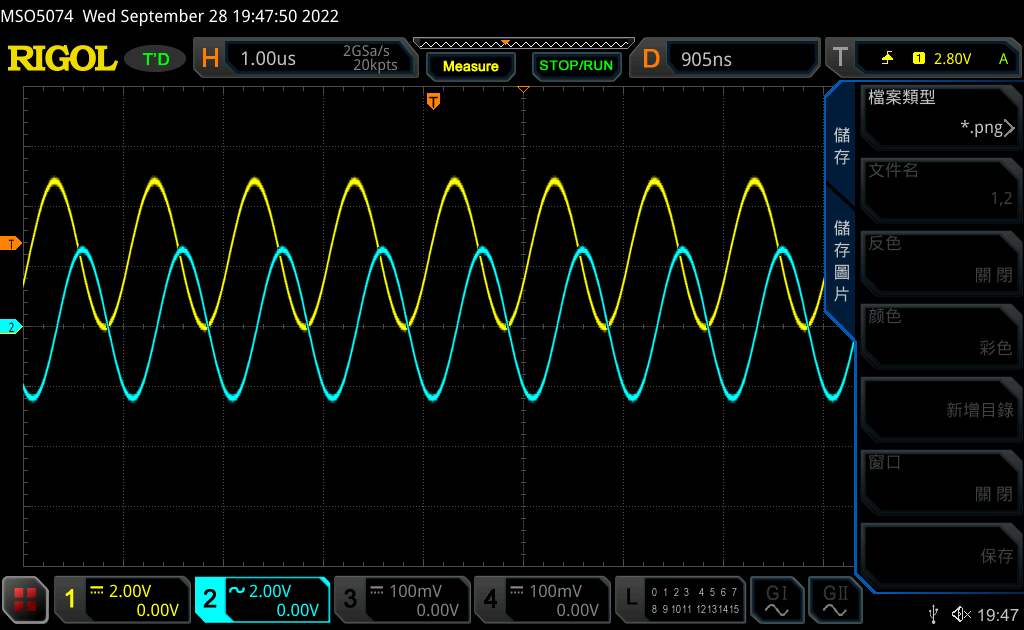 MSO5074 Wed September 28 19:47:50 2022
RIGOL
T'D
H
1.00us
2GSa/s
20kpts
Measure
STOP/RUN
D
905ns
T
1
2.80V
A
T
T
2
儲存
儲存圖片
檔案類型
*.png
文件名
1,2
反色
關閉
颜色
彩色
新增目錄
窗口
關閉
保存
1
2.00V
0.00V
2
2.00V
0.00V
3
100mV
0.00V
4
100mV
0.00V
L
0 1 2 3 4 5 6 7
8 9 10 11 12 13 14 15
GI
GII
19:47